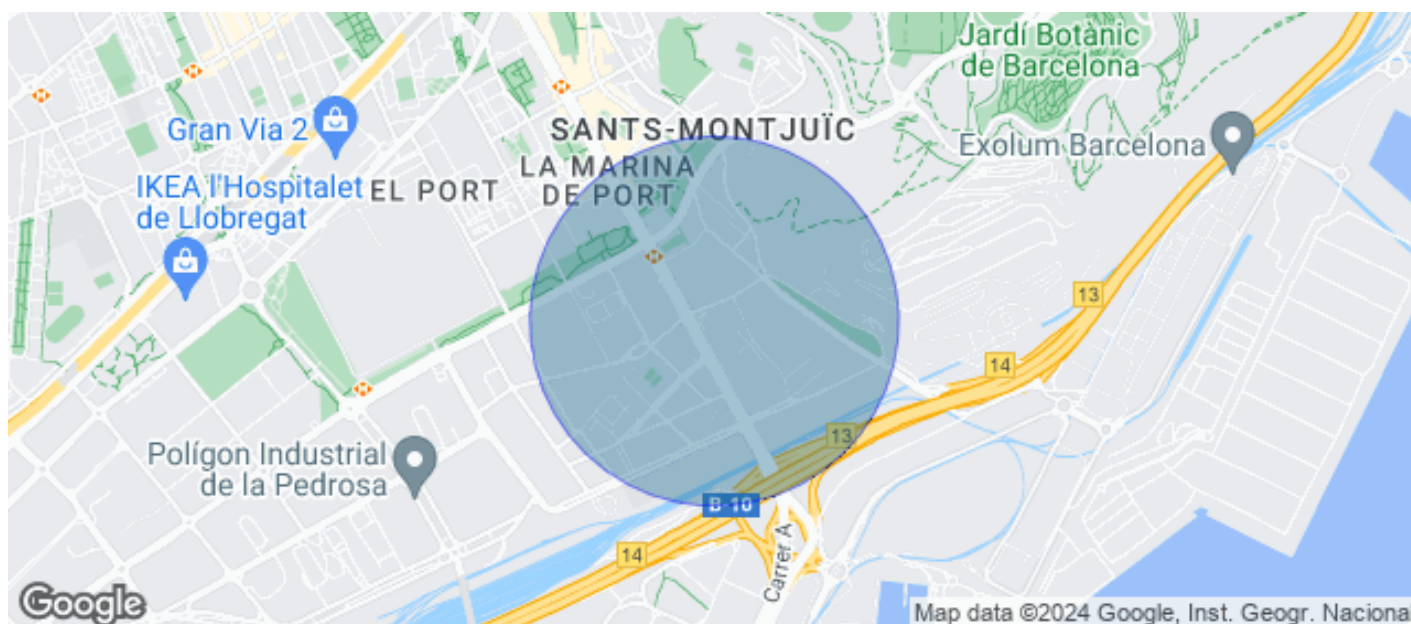 Jardí Botànic
de Barcelona
Gran Via 2
SANTS-MONTJUÏC
Exolum Barcelona
LA MARINA
DE PORT
IKEA l'Hospitalet
de Llobregat
EL PORT
13
14
13
Polígon Industrial
de la Pedrosa
B-10
14
Carrer A
Google
Map data ©2024 Google, Inst. Geogr. Nacional